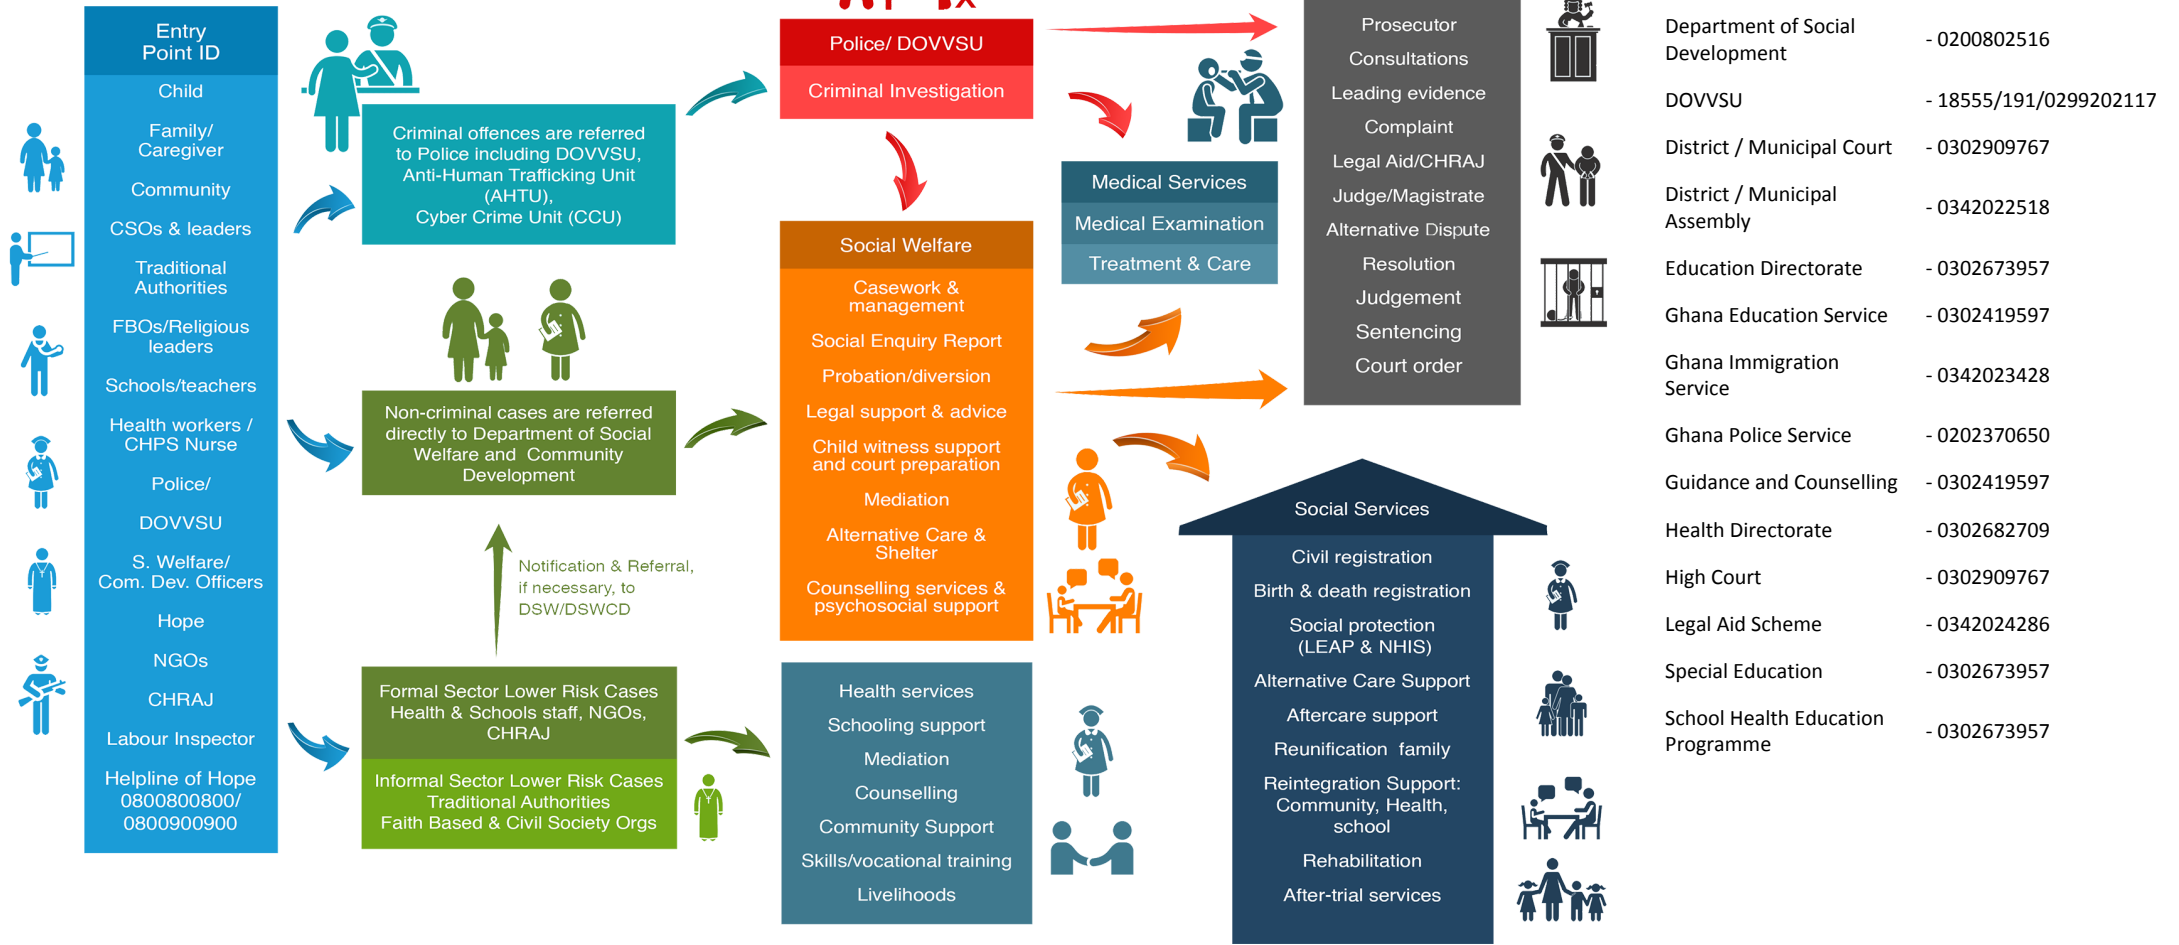 Entry
Point ID
Child
Family/
Caregiver
Community
CSOs & leaders
Traditional
Authorities
FBOs/Religious
leaders
Schools/teachers
Health workers /
CHPS Nurse
Police/
DOVVSU
S. Welfare/
Com. Dev. Officers
Hope
NGOs
CHRAJ
Labour Inspector
Helpline of Hope
0800800800/
0800900900
Criminal offences are referred
to Police including DOVVSU,
Anti-Human Trafficking Unit
(AHTU),
Cyber Crime Unit (CCU)
Non-criminal cases are referred
directly to Department of Social
Welfare and Community
Development
Notification & Referral,
if necessary, to
DSW/DSWCD
Formal Sector Lower Risk Cases
Health & Schools staff, NGOs,
CHRAJ
Informal Sector Lower Risk Cases
Traditional Authorities
Faith Based & Civil Society Orgs
Police/ DOVVSU
Criminal Investigation
Social Welfare
Casework &
management
Social Enquiry Report
Probation/diversion
Legal support & advice
Child witness support
and court preparation
Mediation
Alternative Care &
Shelter
Counselling services &
psychosocial support
Health services
Schooling support
Mediation
Counselling
Community Support
Skills/vocational training
Livelihoods
Medical Services
Medical Examination
Treatment & Care
Prosecutor
Consultations
Leading evidence
Complaint
Legal Aid/CHRAJ
Judge/Magistrate
Alternative Dispute
Resolution
Judgement
Sentencing
Court order
Social Services
Civil registration
Birth & death registration
Social protection
(LEAP & NHIS)
Alternative Care Support
Aftercare support
Reunification family
Reintegration Support:
Community, Health,
school
Rehabilitation
After-trial services
Department of Social
Development - 0200802516
DOVVSU - 18555/191/0299202117
District / Municipal Court - 0302909767
District / Municipal
Assembly - 0342022518
Education Directorate - 0302673957
Ghana Education Service - 0302419597
Ghana Immigration
Service - 0342023428
Ghana Police Service - 0202370650
Guidance and Counselling - 0302419597
Health Directorate - 0302682709
High Court - 0302909767
Legal Aid Scheme - 0342024286
Special Education - 0302673957
School Health Education
Programme - 0302673957